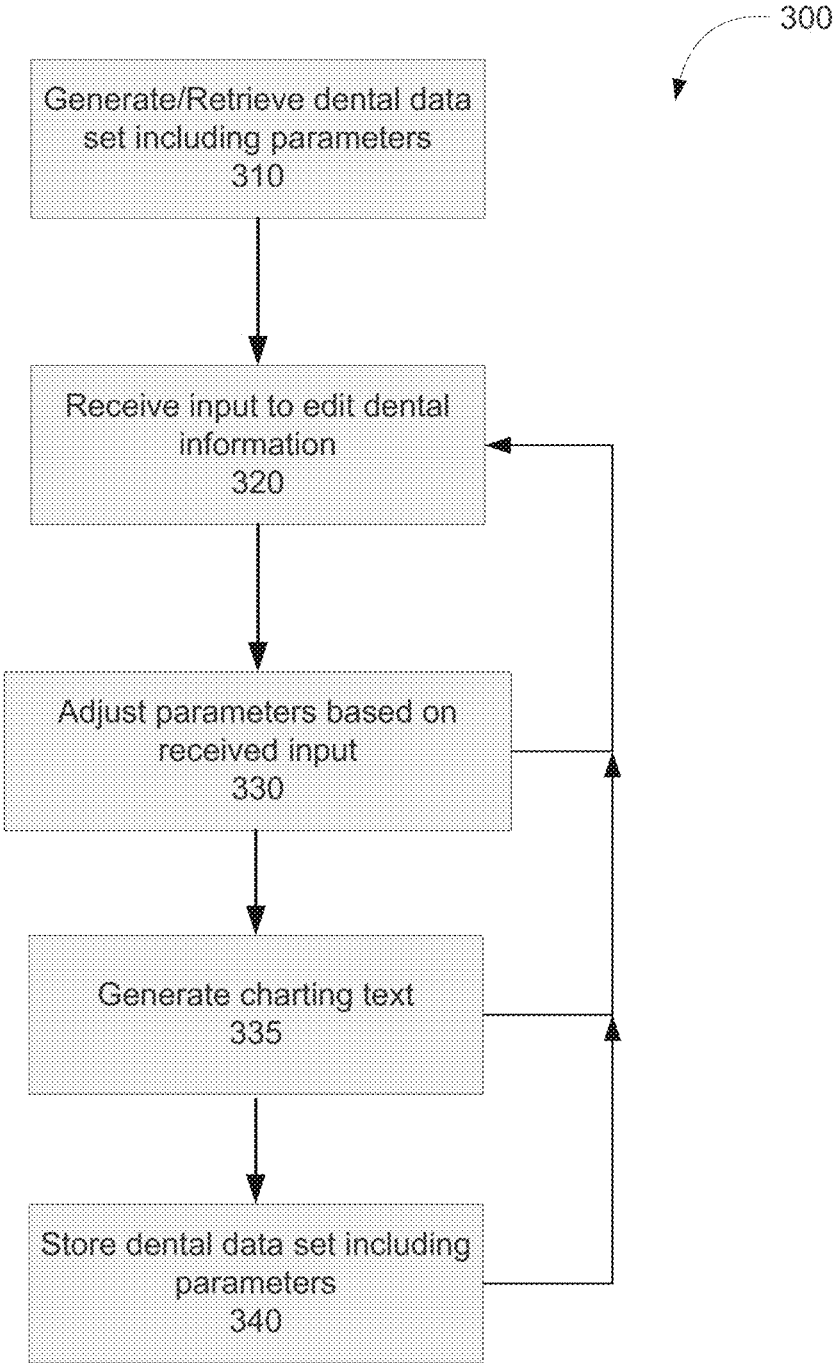 300
Generate/Retrieve dental data
set including parameters
310
Receive input to edit dental
information
320
Adjust parameters based on
received input
330
Generate charting text
335
Store dental data set including
parameters
340